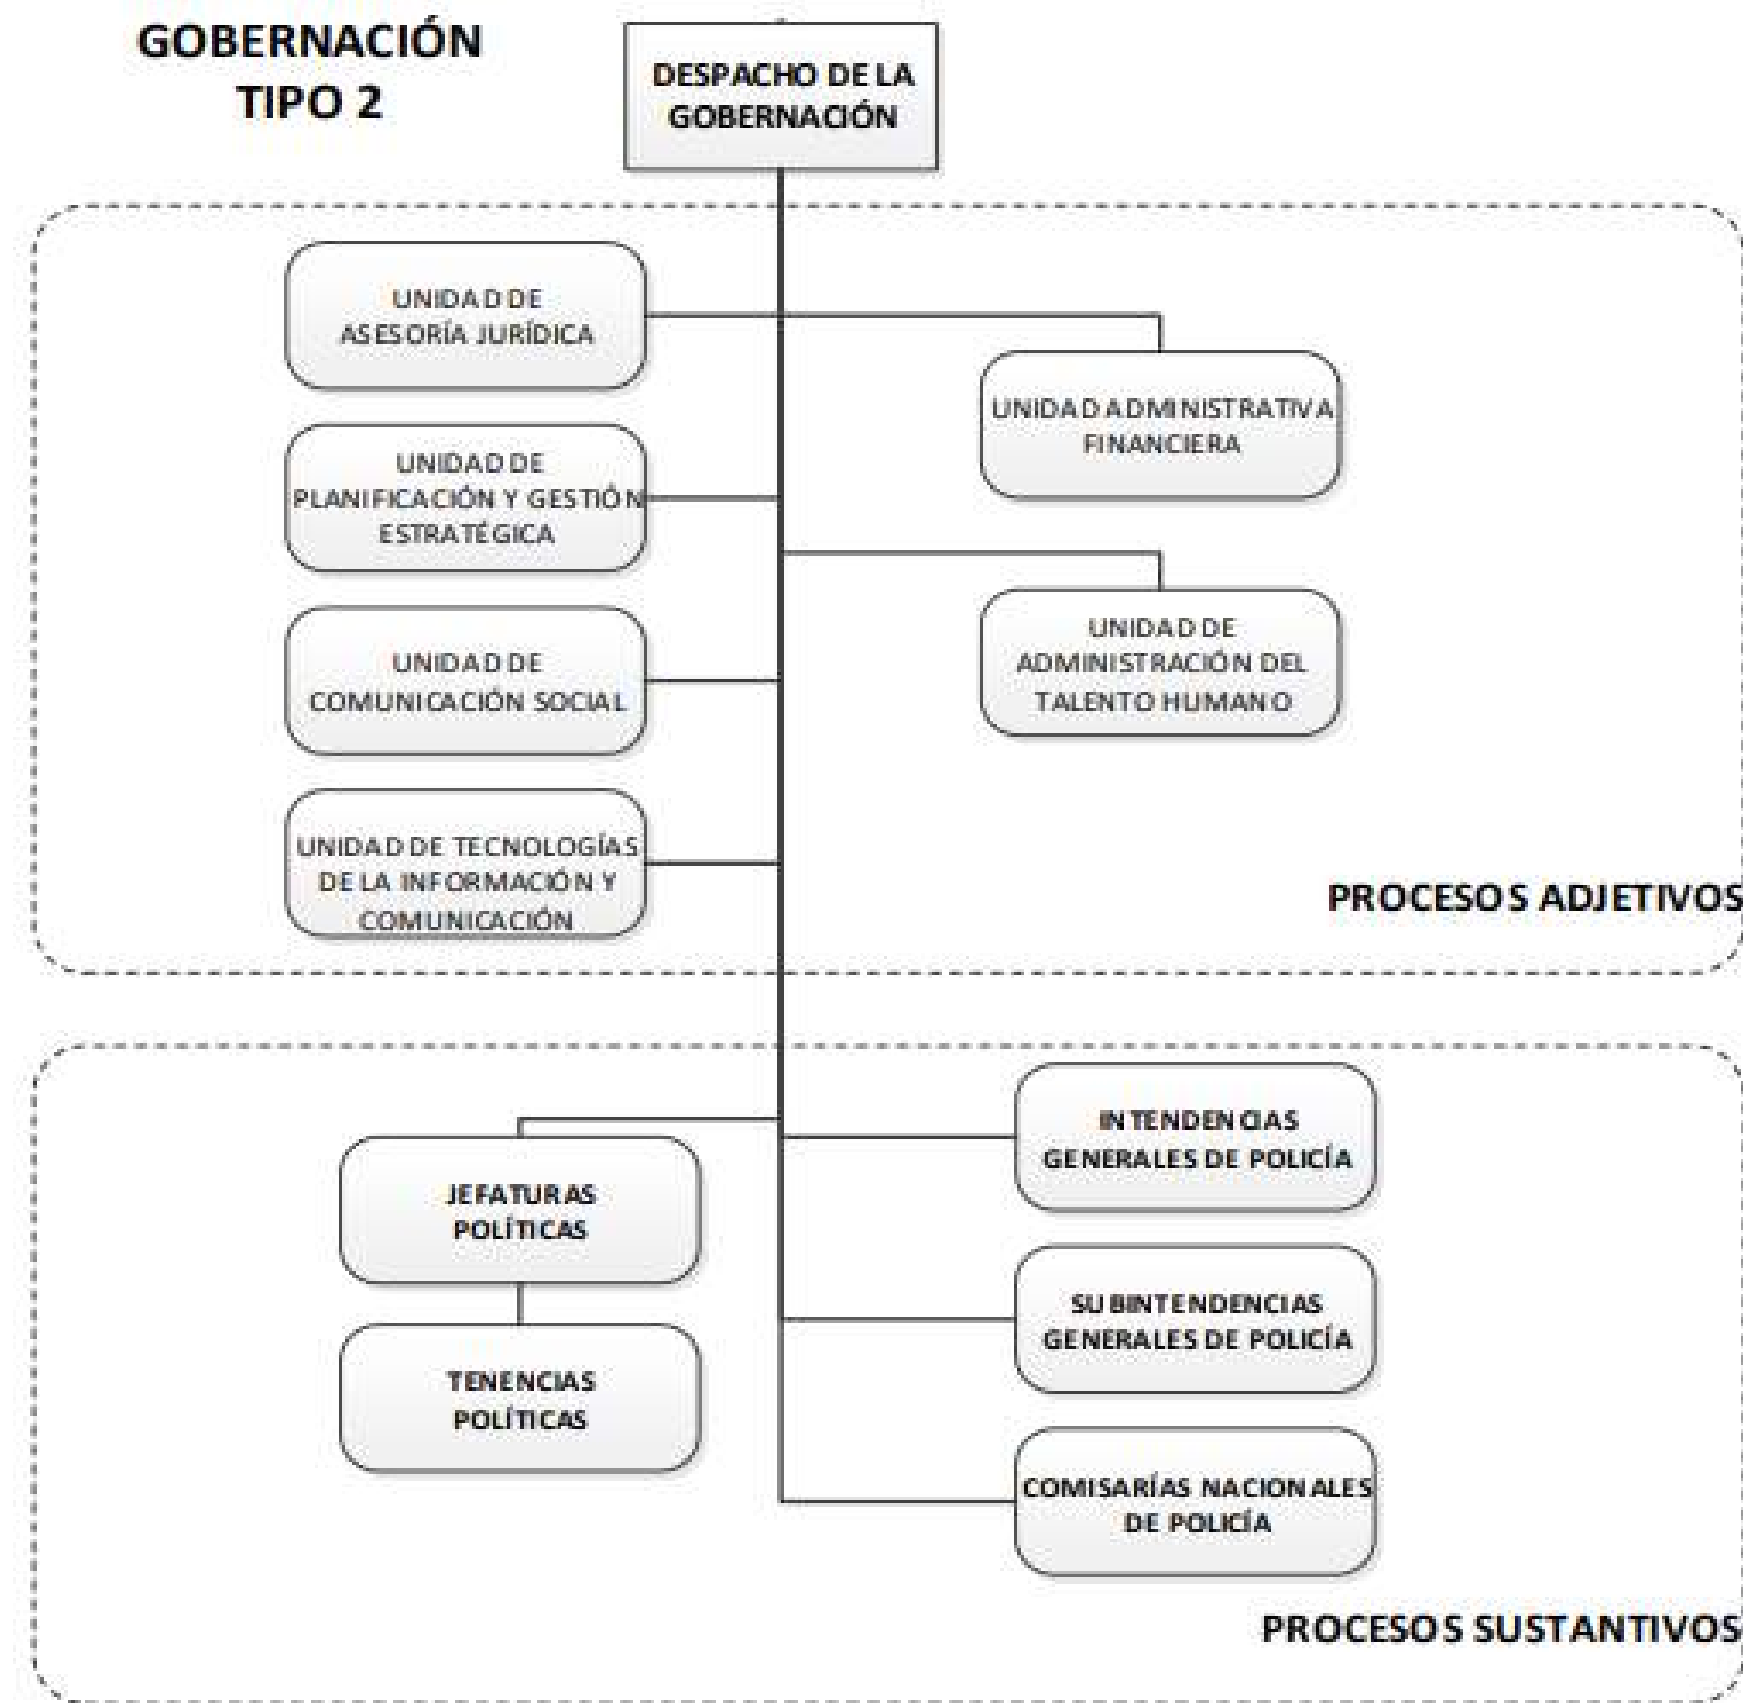 GOBERNACIÓN
TIPO 2
DESPACHO DE LA
GOBERNACIÓN
UNIDAD DE
ASESORÍA JURÍDICA
UNIDAD ADMINISTRATIVA
FINANCIERA
UNIDAD DE
PLANIFICACIÓN Y GESTIÓN
ESTRATÉGICA
UNIDAD DE
ADMINISTRACIÓN DEL
TALENTO HUMANO
UNIDAD DE
COMUNICACIÓN SOCIAL
UNIDAD DE TECNOLOGÍAS
DE LA INFORMACIÓN Y
COMUNICACIÓN
PROCESOS ADJETIVOS
JEFATURAS
POLÍTICAS
TENENCIAS
POLÍTICAS
INTENDENCIAS
GENERALES DE POLICÍA
SUBINTENDENCIAS
GENERALES DE POLICÍA
COMISARÍAS NACIONALES
DE POLICÍA
PROCESOS SUSTANTIVOS